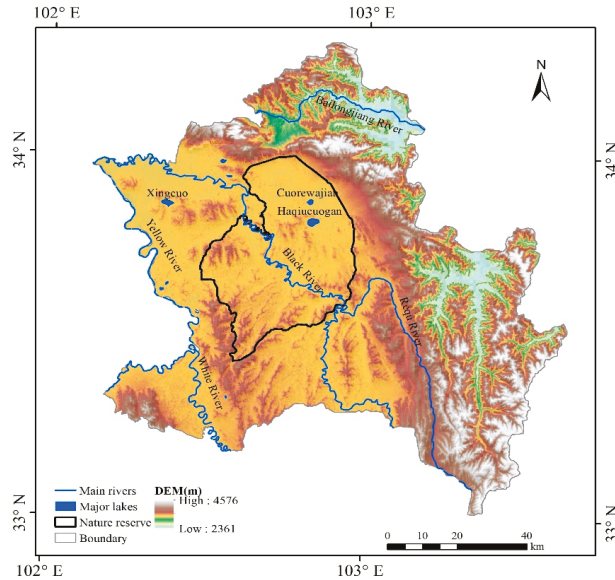 102° E
103° E
N
34° N
34° N
Bailongjiang River
Xingcuo
Cuorewajian
Haqiucuogan
Yellow River
Black River
Requ River
White River
Main rivers
Major lakes
Nature reserve
Boundary
DEM(m)
High : 4576
Low : 2361
33° N
33° N
0 10 20 40
km
102° E
103° E